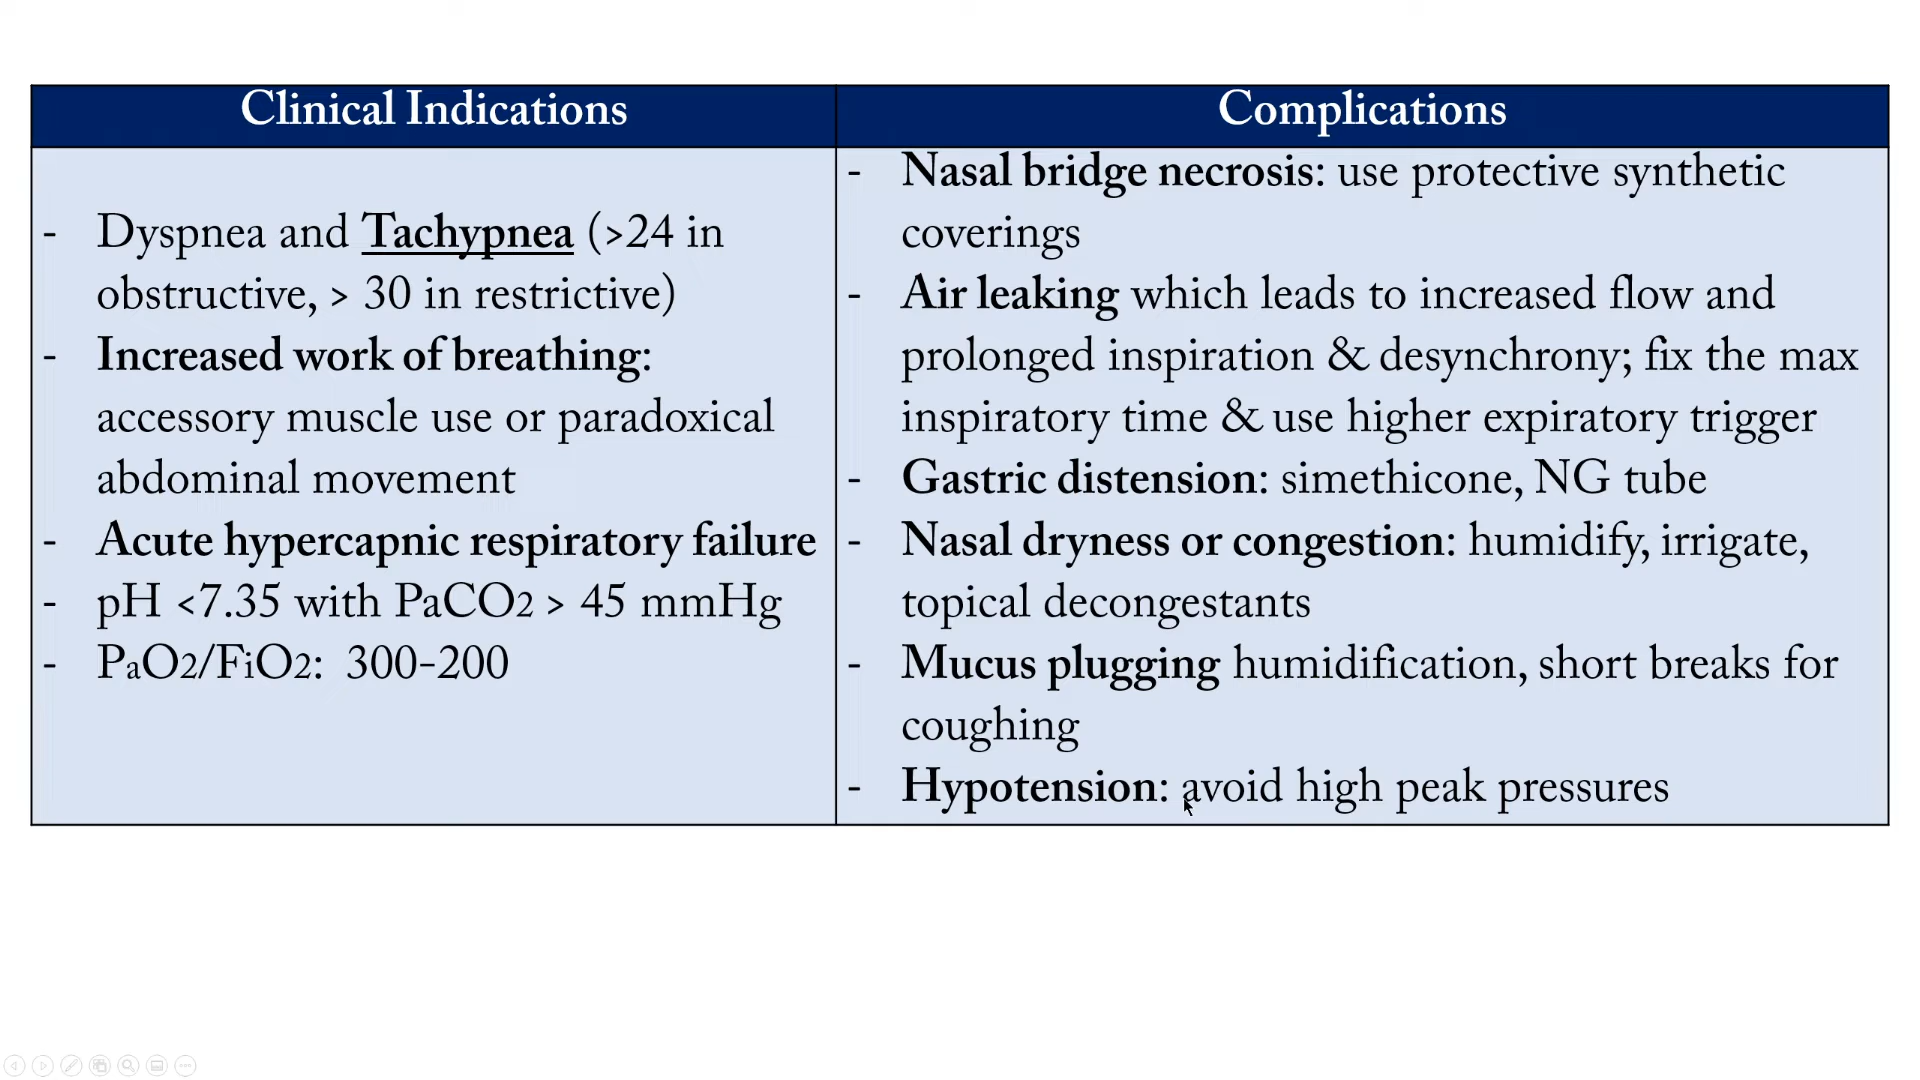 Clinical Indications
- Dyspnea and Tachypnea (>24 in
obstructive, > 30 in restrictive)
- Increased work of breathing:
accessory muscle use or paradoxical
abdominal movement
- Acute hypercapnic respiratory failure
- pH <7.35 with PaCO2 > 45 mmHg
- PaO2/FiO2: 300-200
Complications
- Nasal bridge necrosis: use protective synthetic
coverings
- Air leaking which leads to increased flow and
prolonged inspiration & desynchrony; fix the max
inspiratory time & use higher expiratory trigger
- Gastric distension: simethicone, NG tube
- Nasal dryness or congestion: humidify, irrigate,
topical decongestants
- Mucus plugging humidification, short breaks for
coughing
- Hypotension: avoid high peak pressures